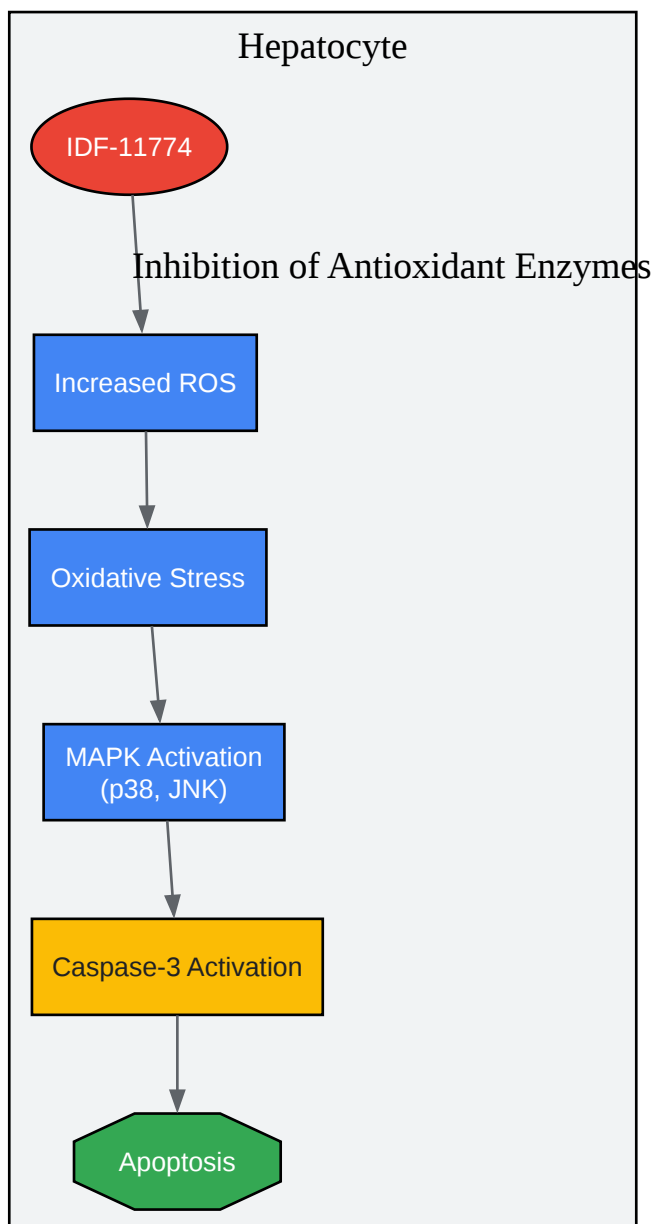 Hepatocyte
IDF-11774
Inhibition of Antioxidant Enzymes
Increased ROS
Oxidative Stress
MAPK Activation
(p38, JNK)
Caspase-3 Activation
Apoptosis